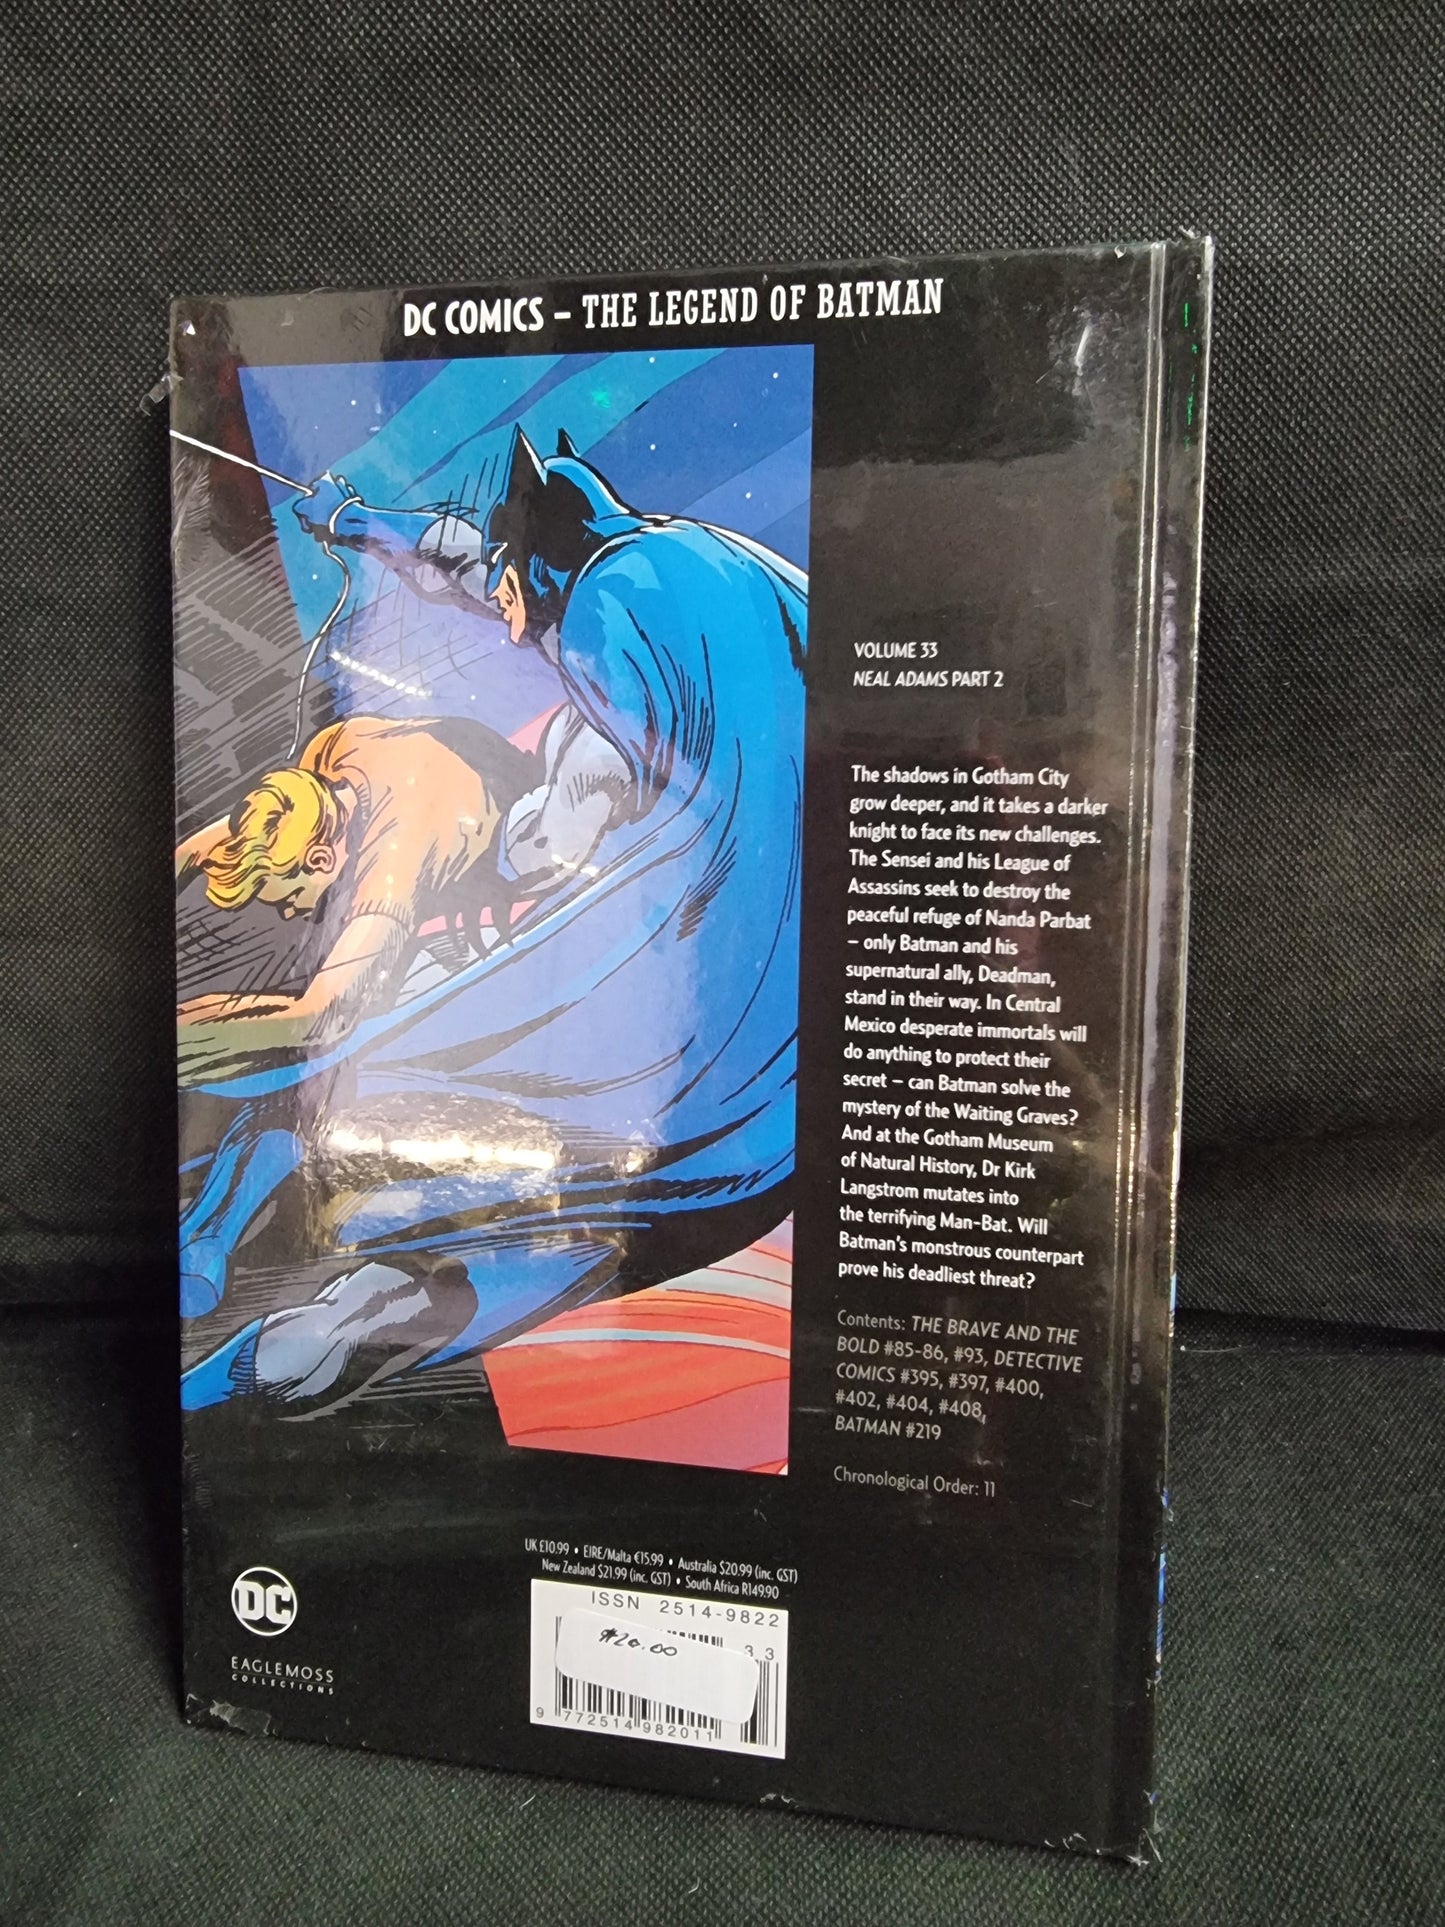 DC COMICS – THE LEGEND OF BATMAN
VOLUME 33
NEAL ADAMS PART 2
The shadows in Gotham City
grow deeper, and it takes a darker
knight to face its new challenges.
The Sensei and his League of
Assassins seek to destroy the
peaceful refuge of Nanda Parbat
– only Batman and his
supernatural ally, Deadman,
stand in their way. In Central
Mexico desperate immortals will
do anything to protect their
secret – can Batman solve the
mystery of the Waiting Graves?
And at the Gotham Museum
of Natural History, Dr Kirk
Langstrom mutates into
the terrifying Man-Bat. Will
Batman's monstrous counterpart
prove his deadliest threat?
Contents: THE BRAVE AND THE
BOLD #85-86, #93, DETECTIVE
COMICS #395, #397, #400,
#402, #404, #408,
BATMAN #219
Chronological Order: 11
UK £10.99 • EIRE/Malta €15.99 • Australia $20.99 (inc. GST)
New Zealand $21.99 (inc. GST) • South Africa R149.90
ISSN 2514-9822
33
$20.00
9 772514 982011
DC
EAGLEMOSS
COLLECTIONS